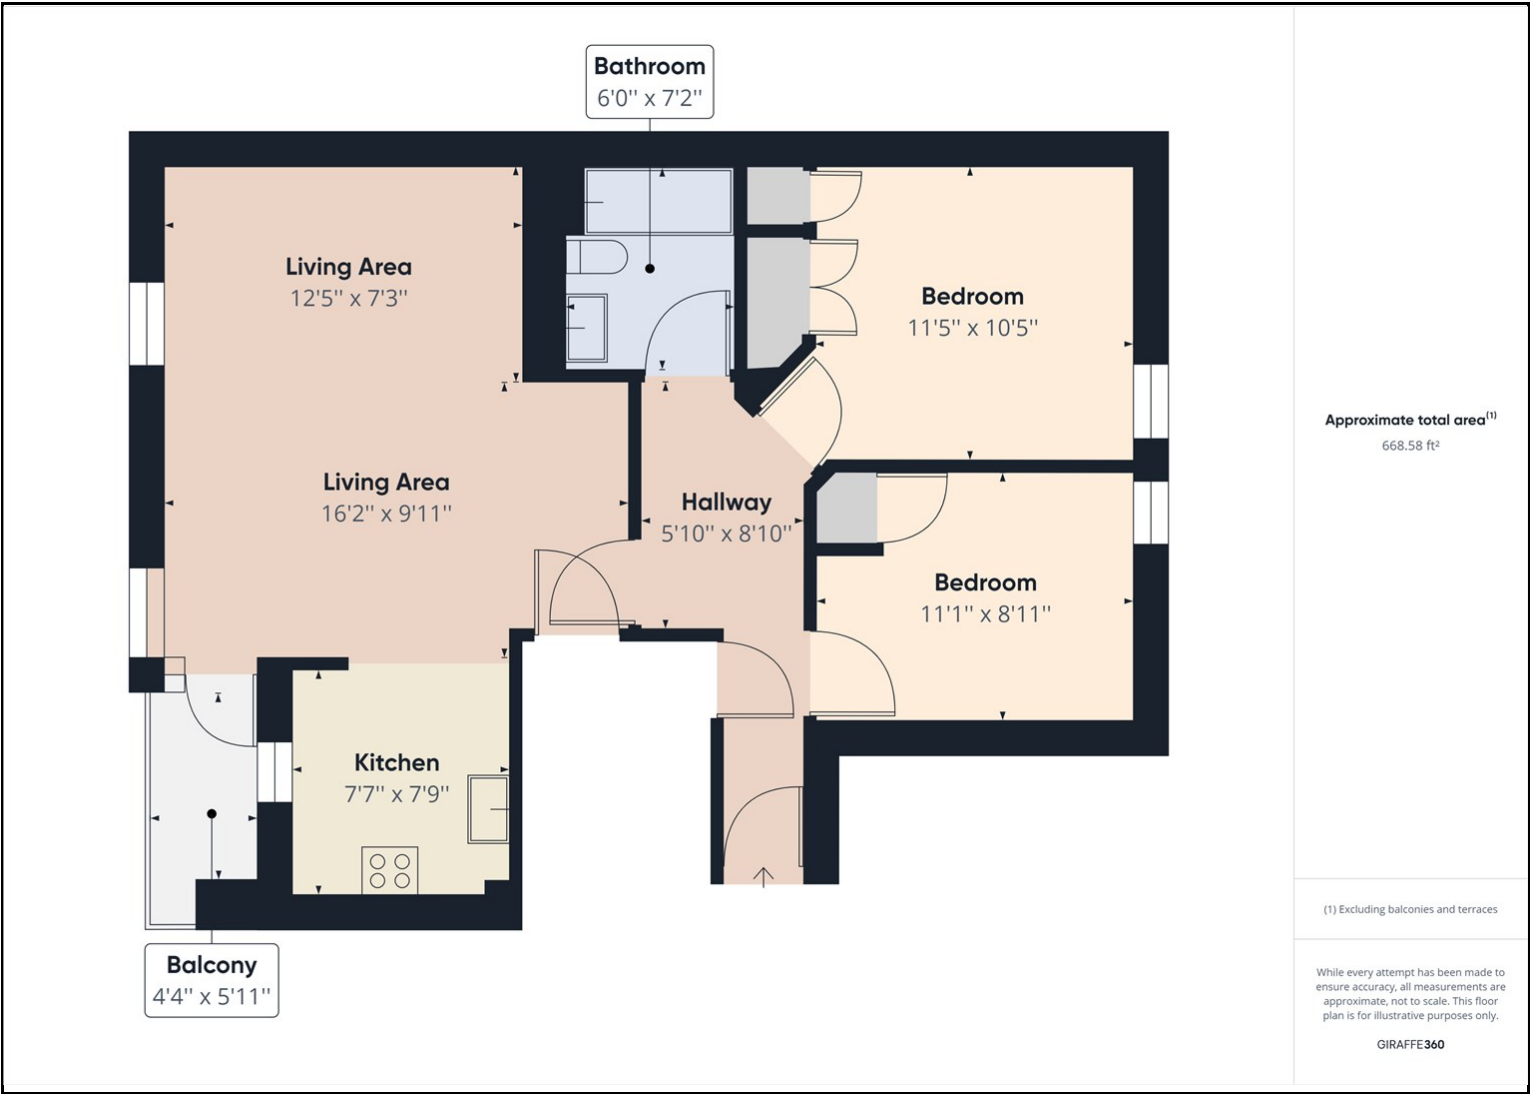 Bathroom
6'0'' x 7'2''
Living Area
12'5'' x 7'3''
Bedroom
11'5'' x 10'5''
Living Area
16'2'' x 9'11''
Hallway
5'10'' x 8'10''
Bedroom
11'1'' x 8'11''
Kitchen
7'7'' x 7'9''
Balcony
4'4'' x 5'11''
Approximate total area(1)
668.58 ft²
(1) Excluding balconies and terraces
While every attempt has been made to
ensure accuracy, all measurements are
approximate, not to scale. This floor
plan is for illustrative purposes only.
GIRAFFE360